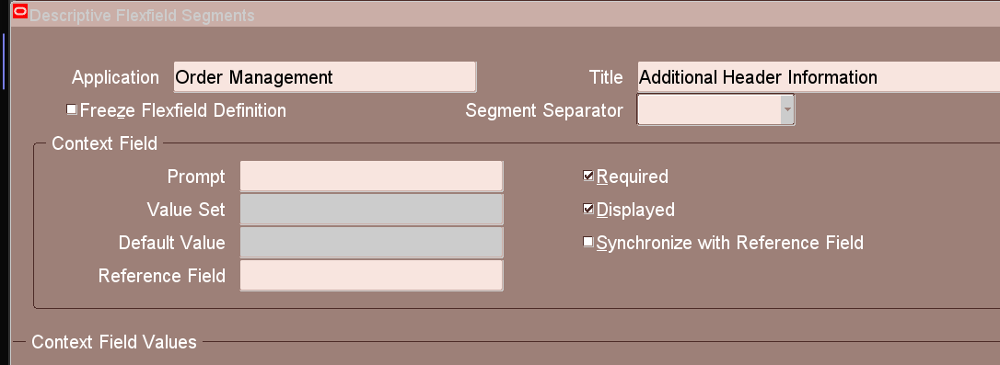 Descriptive Flexfield Segments
Application Order Management Title Additional Header Information
Freeze Flexfield Definition Segment Separator
Context Field
Prompt Required
Value Set Displayed
Default Value Synchronize with Reference Field
Reference Field
Context Field Values